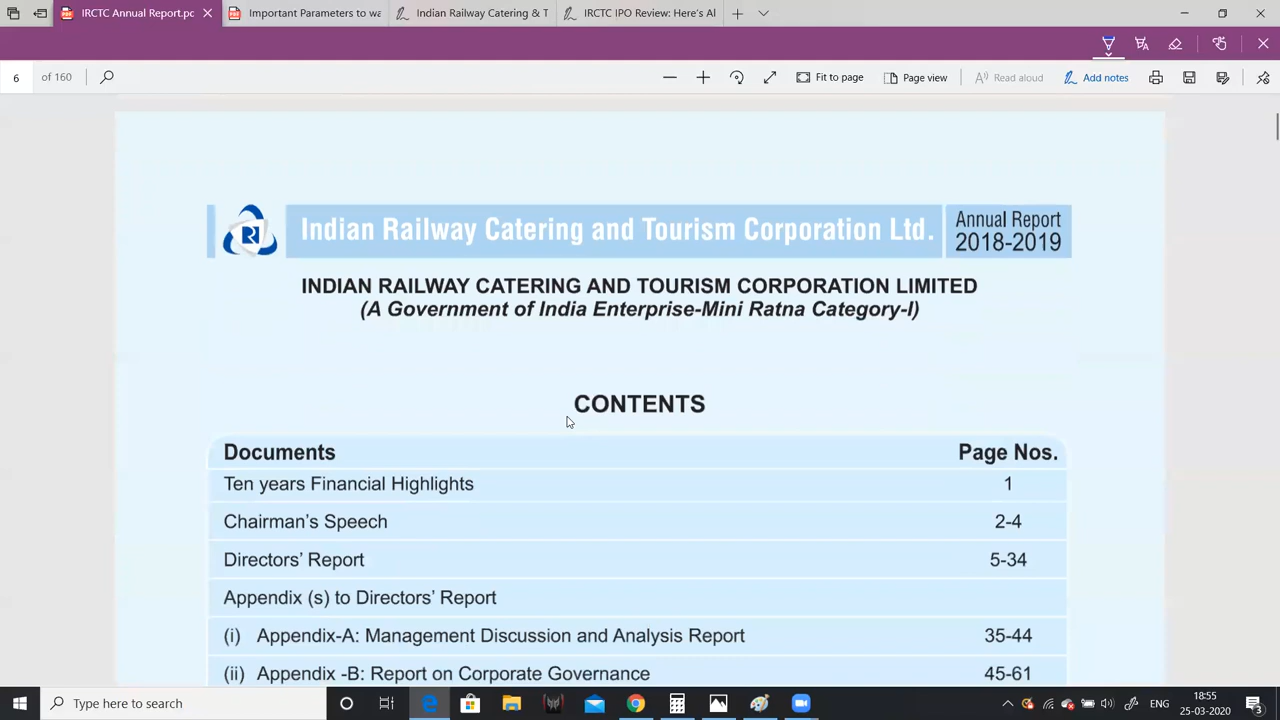 IRCTC Annual Report.pc
Important Parameters to wa
Indian Railway Catering & T
IRCTC IPO Review: Here's Al
6 of 160
Fit to page
Page view
Read aloud
Add notes
Indian Railway Catering and Tourism Corporation Ltd.
Annual Report
2018-2019
INDIAN RAILWAY CATERING AND TOURISM CORPORATION LIMITED
(A Government of India Enterprise-Mini Ratna Category-I)
CONTENTS
Documents Page Nos.
Ten years Financial Highlights 1
Chairman's Speech 2-4
Directors' Report 5-34
Appendix (s) to Directors' Report
(i) Appendix-A: Management Discussion and Analysis Report 35-44
(ii) Appendix -B: Report on Corporate Governance 45-61
Type here to search
ENG
18:55
25-03-2020
3